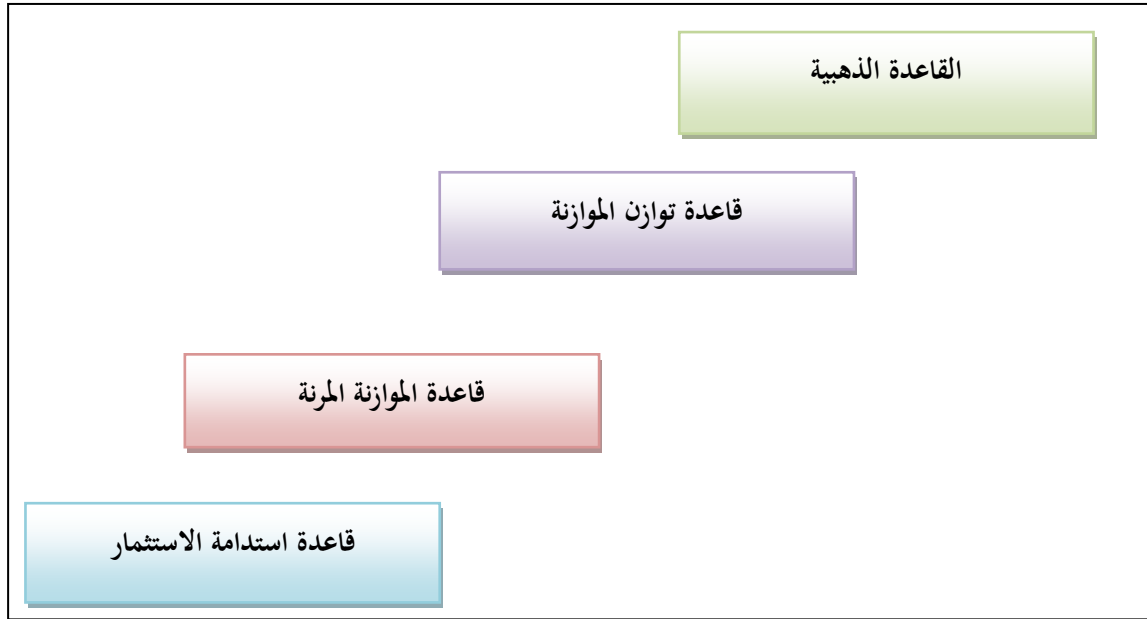 القاعدة الذهبية
قاعدة توازن الموازنة
قاعدة الموازنة المرنة
قاعدة استدامة الاستثمار